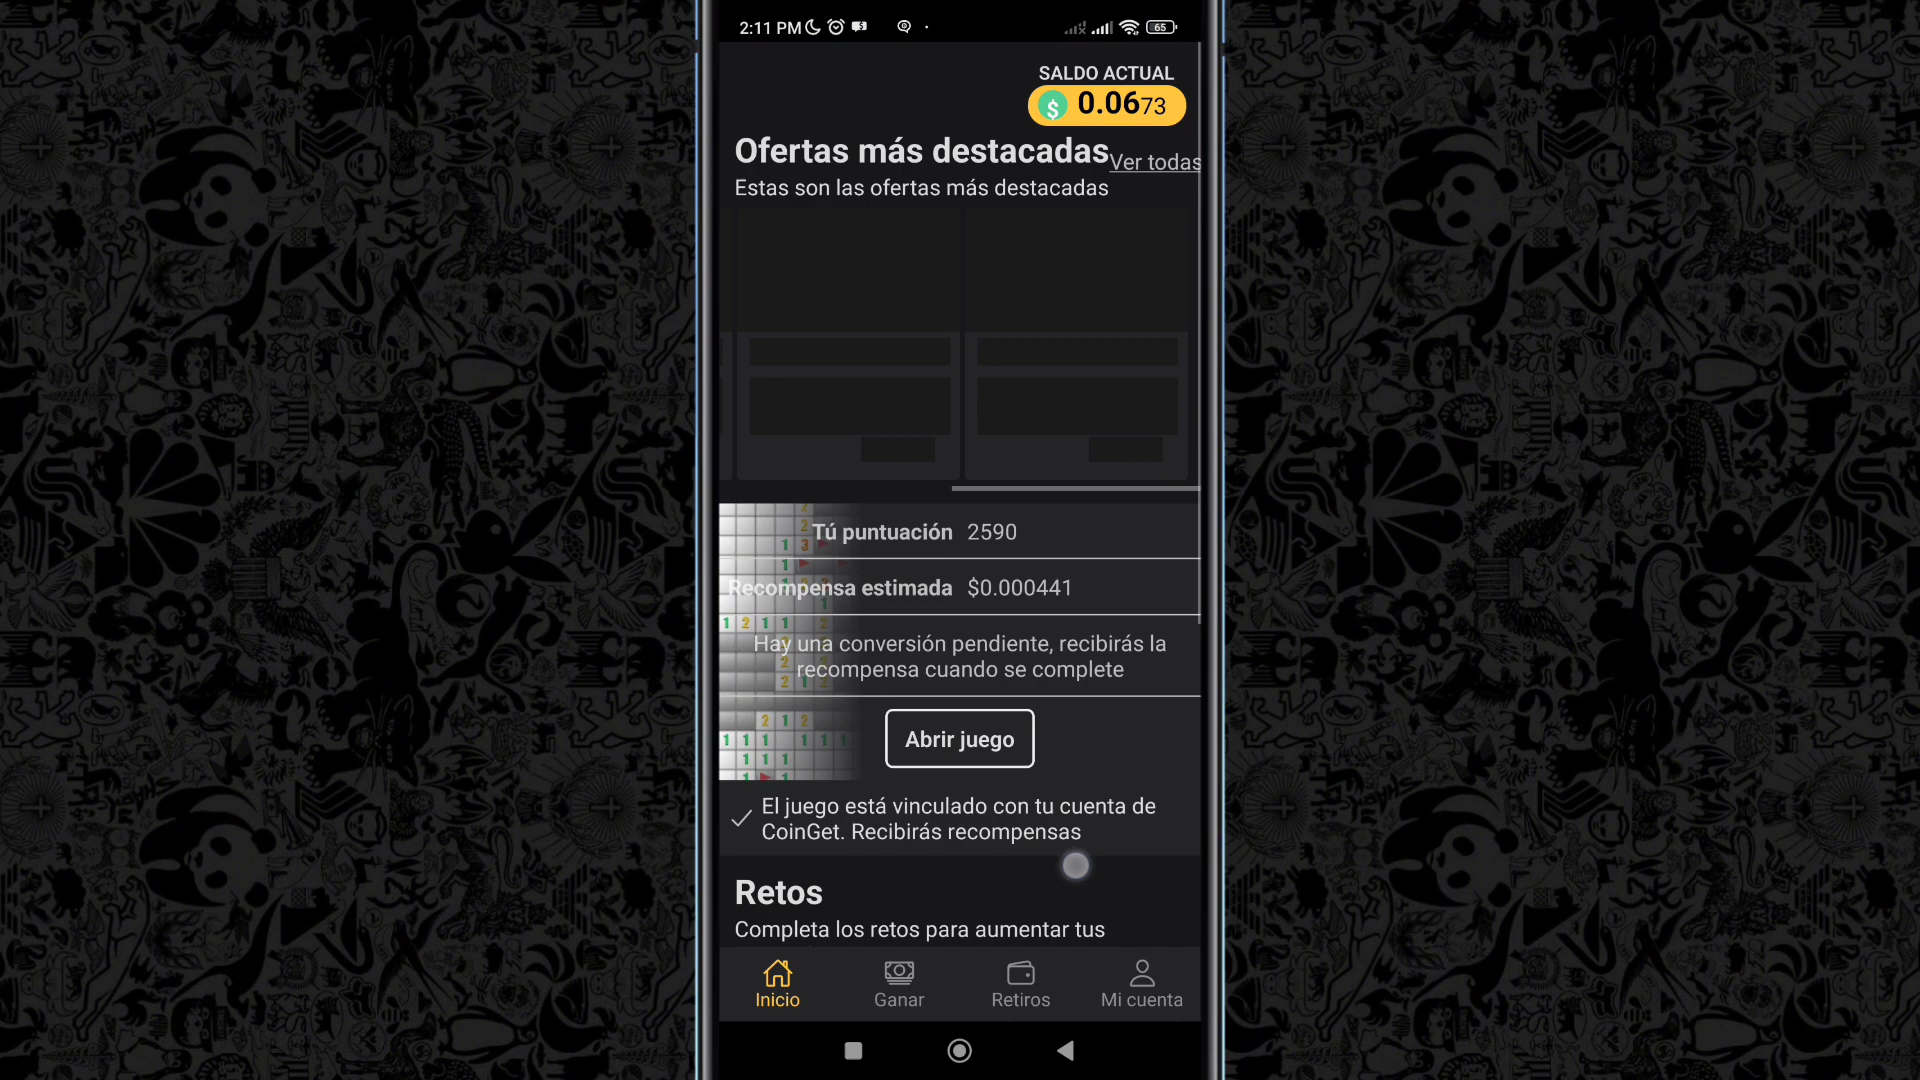 2:11 PM
65
SALDO ACTUAL
$ 0.0673
Ofertas más destacadas
Ver todas
Estas son las ofertas más destacadas
Tú puntuación 2590
Recompensa estimada $0.000441
Hay una conversión pendiente, recibirás la
recompensa cuando se complete
Abrir juego
El juego está vinculado con tu cuenta de
CoinGet. Recibirás recompensas
Retos
Completa los retos para aumentar tus
Inicio
Ganar
Retiros
Mi cuenta